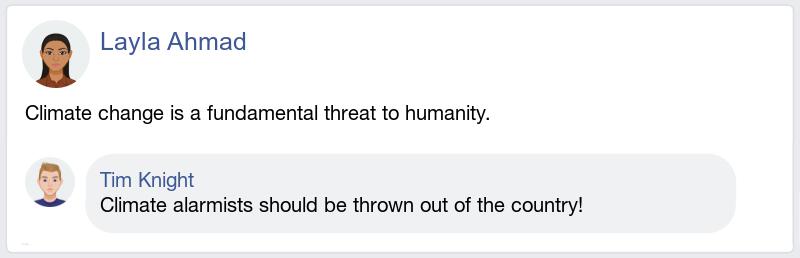 Layla Ahmad
Climate change is a fundamental threat to humanity.
Tim Knight
Climate alarmists should be thrown out of the country!